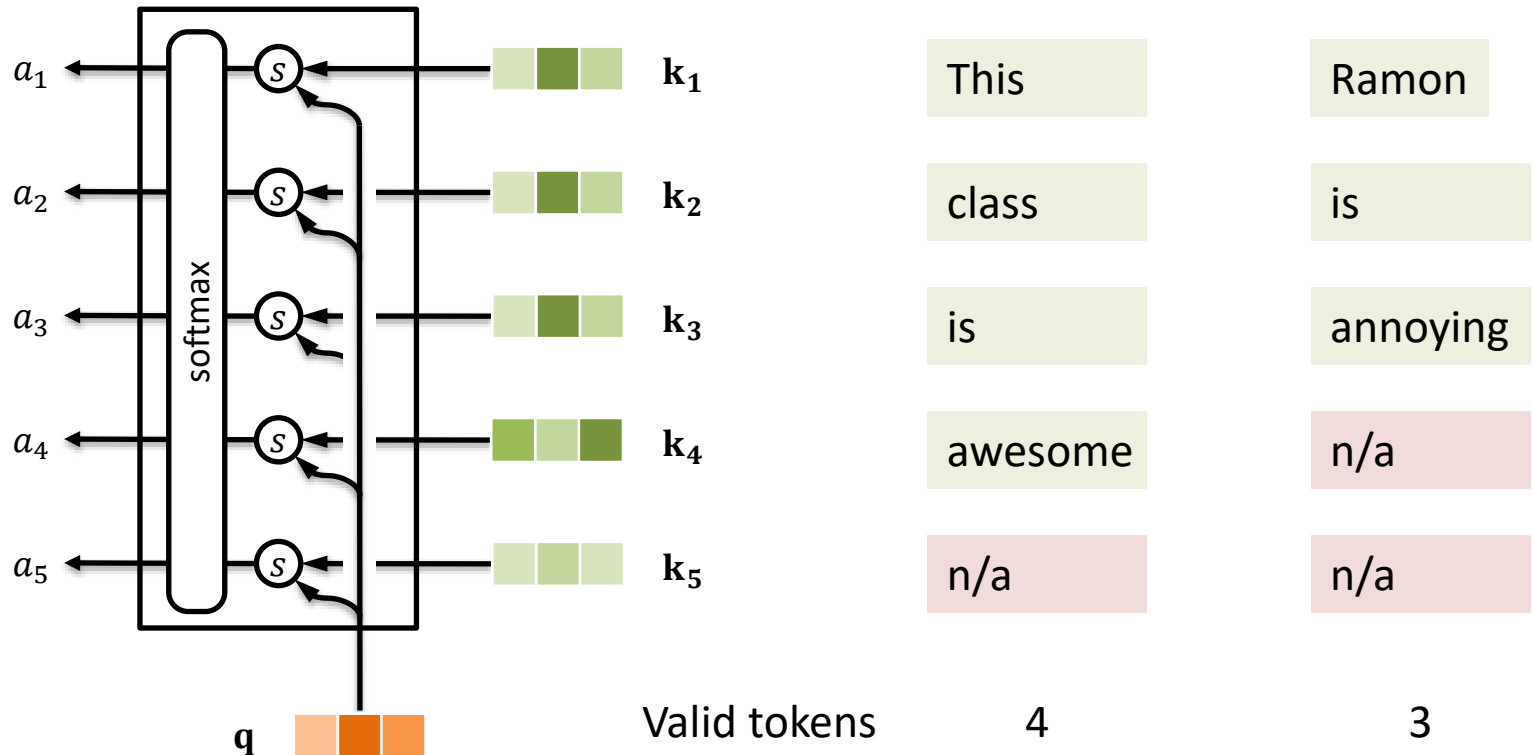 a₁ s k₁ This Ramon
a₂ s k₂ class is
a₃ s k₃ is annoying
softmax
a₄ s k₄ awesome n/a
a₅ s k₅ n/a n/a
q Valid tokens 4 3